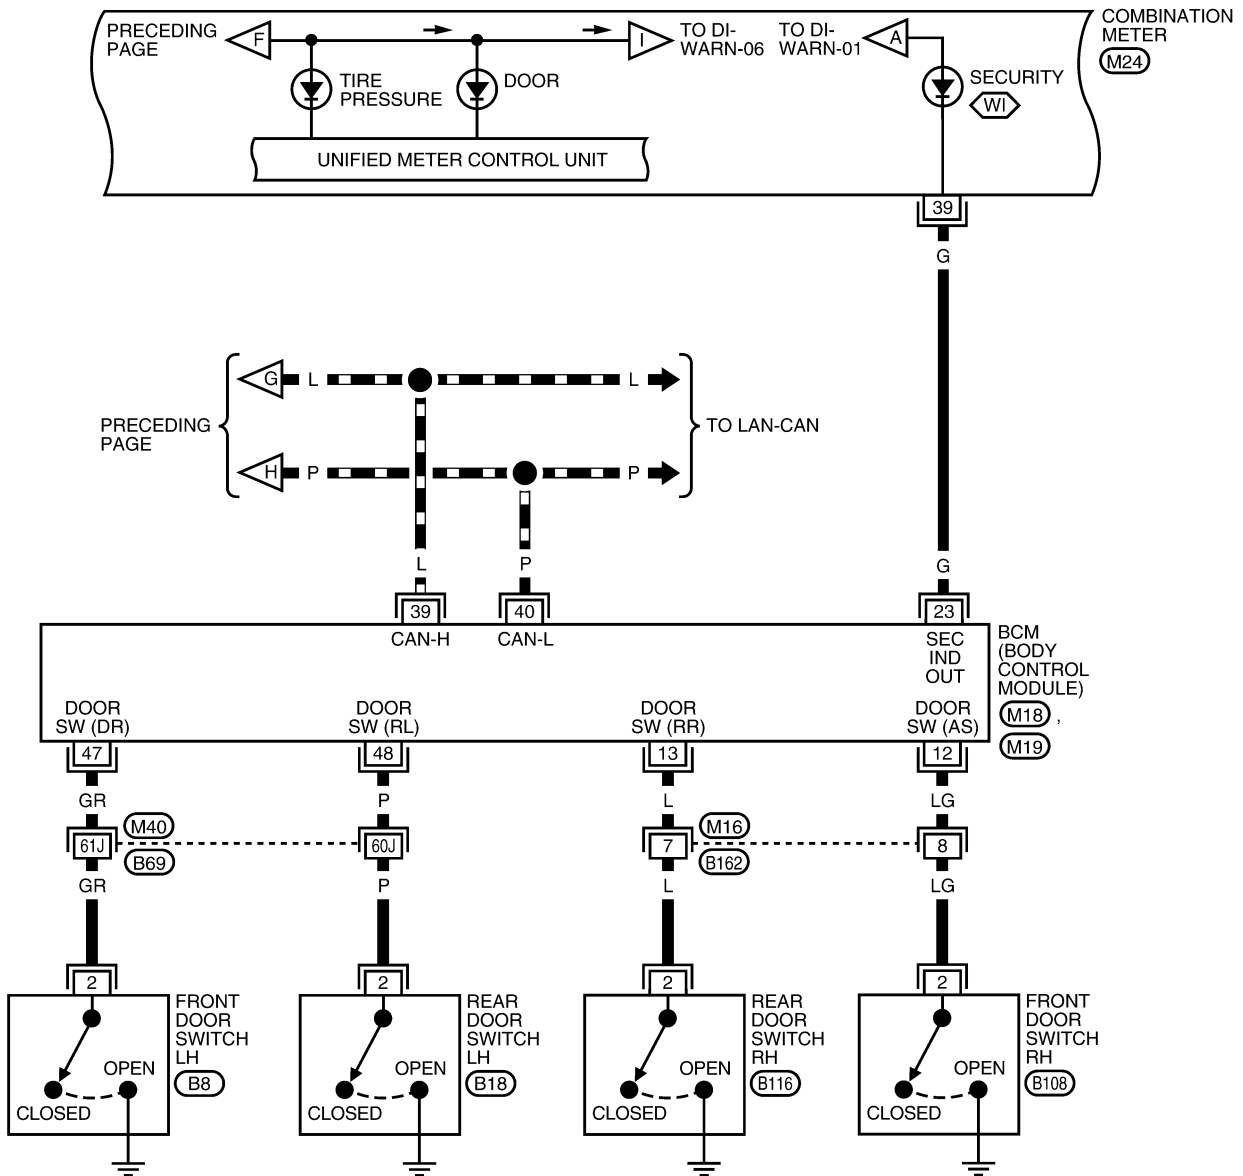 PRECEDING
PAGE
F
I
TO DI-
WARN-06
TO DI-
WARN-01
A
COMBINATION
METER
M24
TIRE
PRESSURE
DOOR
SECURITY
WI
UNIFIED METER CONTROL UNIT
39
G
G L L
PRECEDING
PAGE
TO LAN-CAN
H P P
L P G
39 40 23
CAN-H CAN-L
SEC
IND
OUT
BCM
(BODY
CONTROL
MODULE)
M18 ,
M19
DOOR
SW (DR)
DOOR
SW (RL)
DOOR
SW (RR)
DOOR
SW (AS)
47 48 13 12
GR P L LG
M40 M16
61J 60J 7 8
B69 B162
GR P L LG
2 2 2 2
FRONT
DOOR
SWITCH
LH
B8
OPEN
CLOSED
REAR
DOOR
SWITCH
LH
B18
OPEN
CLOSED
REAR
DOOR
SWITCH
RH
B116
OPEN
CLOSED
FRONT
DOOR
SWITCH
RH
B108
OPEN
CLOSED